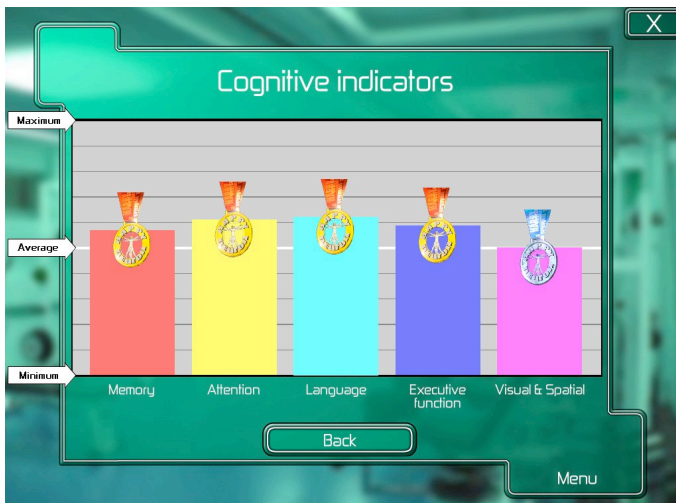 X
Cognitive indicators
Maximum
Average
Minimum
Memory
Attention
Language
Executive
function
Visual & Spatial
Back
Menu